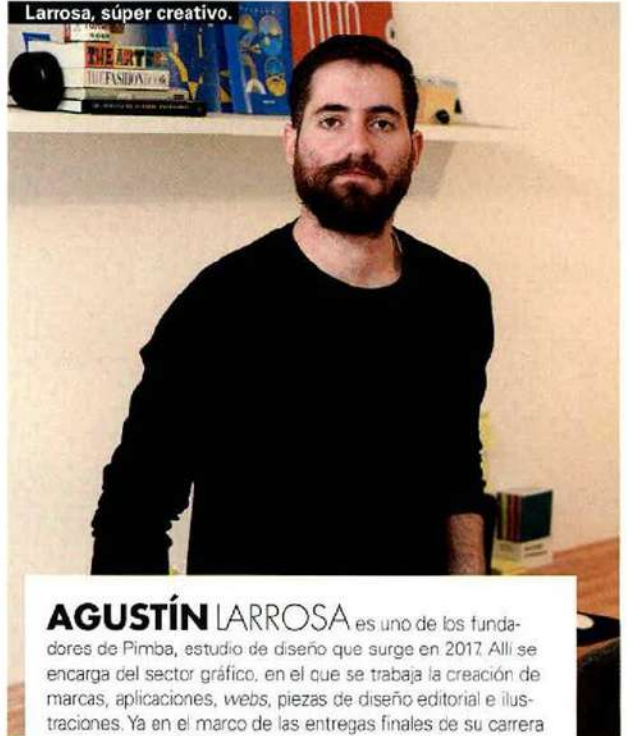 Larrosa, súper creativo.
THE ART
THE FASHION BOOK
AGUSTÍN LARROSA es uno de los funda-
dores de Pimba, estudio de diseño que surge en 2017. Allí se
encarga del sector gráfico, en el que se trabaja la creación de
marcas, aplicaciones, webs, piezas de diseño editorial e ilus-
traciones. Ya en el marco de las entregas finales de su carrera